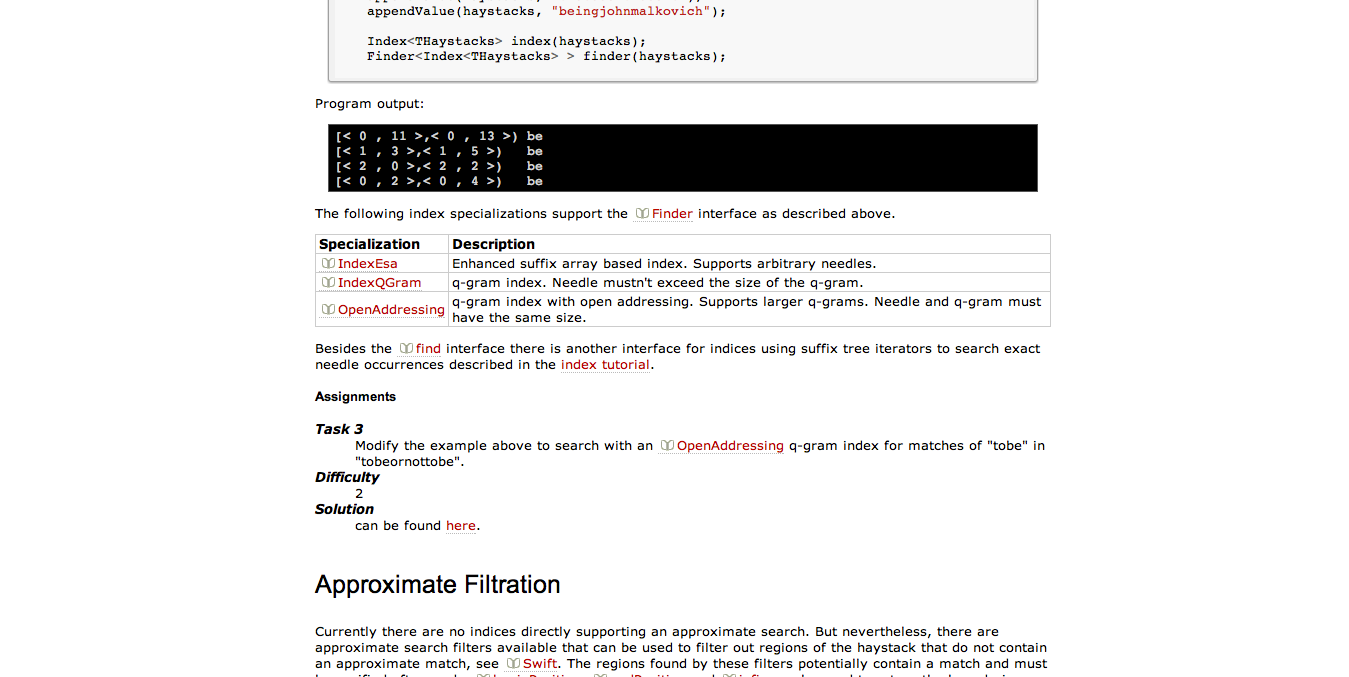 appendValue(haystacks, "beingjohnmalkovich");
Index<THaystacks> index(haystacks);
Finder<Index<THaystacks> > finder(haystacks);
Program output:
[< 0 , 11 >,< 0 , 13 >) be
[< 1 , 3 >,< 1 , 5 >)   be
[< 2 , 0 >,< 2 , 2 >)   be
[< 0 , 2 >,< 0 , 4 >)   be
The following index specializations support the Finder interface as described above.
Specialization Description
IndexEsa Enhanced suffix array based index. Supports arbitrary needles.
IndexQGram q-gram index. Needle mustn't exceed the size of the q-gram.
OpenAddressing q-gram index with open addressing. Supports larger q-grams. Needle and q-gram must
have the same size.
Besides the find interface there is another interface for indices using suffix tree iterators to search exact
needle occurrences described in the index tutorial.
Assignments
Task 3
Modify the example above to search with an OpenAddressing q-gram index for matches of "tobe" in
"tobeornottobe".
Difficulty
2
Solution
can be found here.
Approximate Filtration
Currently there are no indices directly supporting an approximate search. But nevertheless, there are
approximate search filters available that can be used to filter out regions of the haystack that do not contain
an approximate match, see Swift. The regions found by these filters potentially contain a match and must